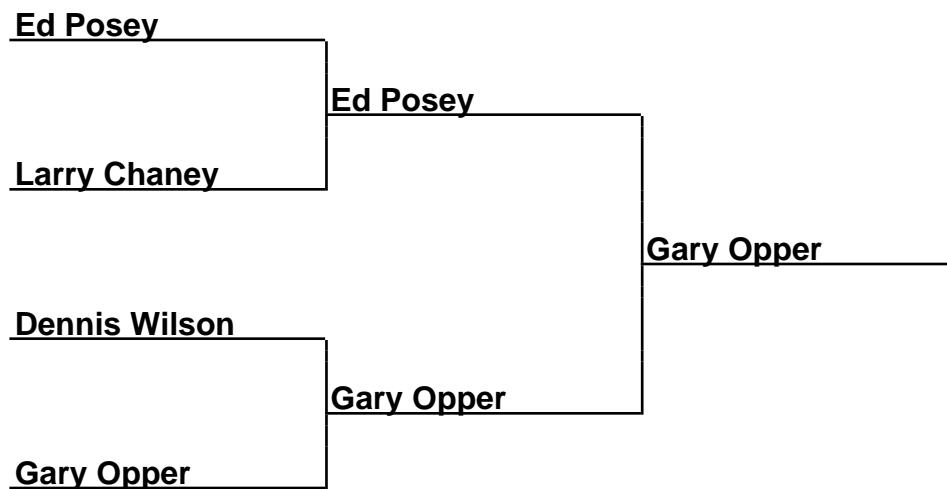 Ed Posey
Ed Posey
Larry Chaney
Gary Opper
Dennis Wilson
Gary Opper
Gary Opper